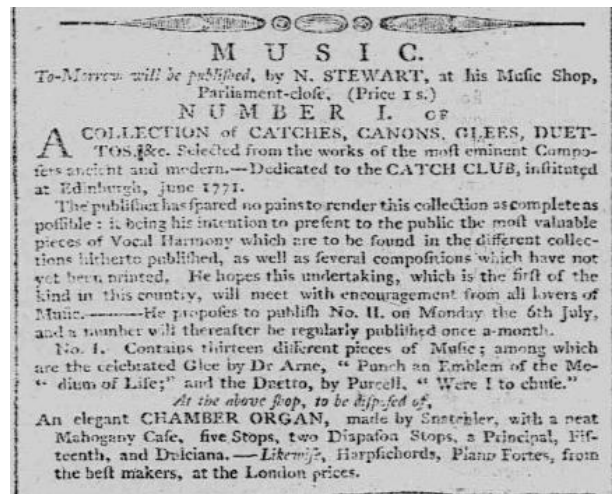 MUSIC.
To-Morrow will be published, by N. STEWART, at his Music Shop,
Parliament-close, (Price 1 s.)
NUMBER I. OF
A COLLECTION of CATCHES, CANONS, GLEES, DUET-
TOS, &c. Selected from the works of the most eminent Compo-
sers ancient and modern.—Dedicated to the CATCH CLUB, instituted
at Edinburgh, june 1771.
The publisher has spared no pains to render this collection as complete as
possible: it being his intention to present to the public the most valuable
pieces of Vocal Harmony which are to be found in the different collec-
tions hitherto published, as well as several compositions which have not
yet been printed. He hopes this undertaking, which is the first of the
kind in this country, will meet with encouragement from all lovers of
Music.———He proposes to publish No. II. on Monday the 6th July,
and a number will thereafter be regularly published once a-month.
No. I. Contains thirteen different pieces of Music; among which
are the celebrated Glee by Dr Arne, “ Punch an Emblem of the Me-
“ dium of Life;” and the Duetto, by Purcell. “ Were I to chuse.”
At the above shop, to be disposed of,
An elegant CHAMBER ORGAN, made by Snetzler, with a neat
Mahogany Case, five Stops, two Diapason Stops, a Principal, Fif-
teenth, and Dulciana.—Likewise, Harpsichords, Piano Fortes, from
the best makers, at the London prices.